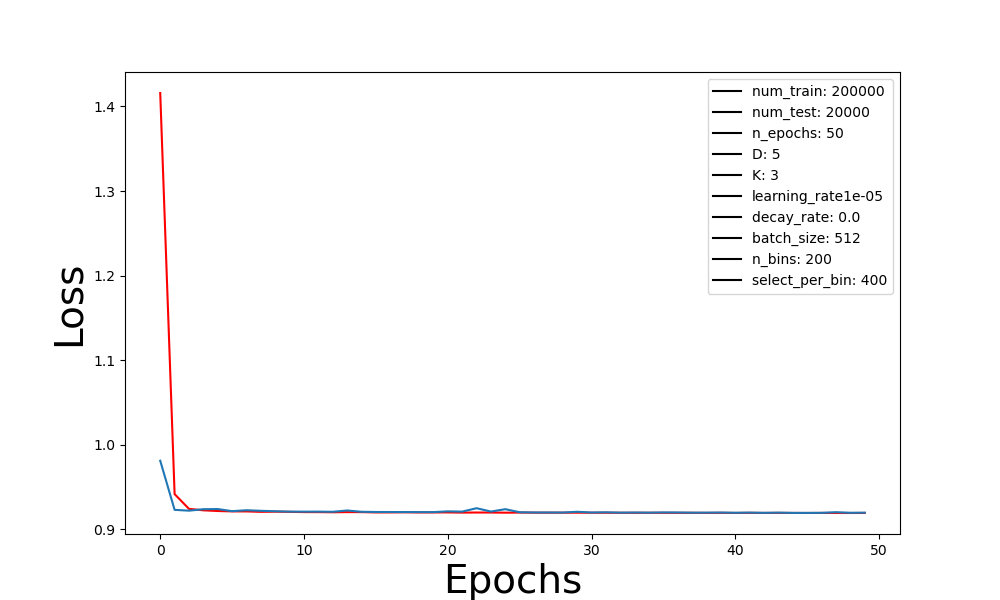 num_train: 200000
num_test: 20000
n_epochs: 50
D: 5
K: 3
learning_rate1e-05
decay_rate: 0.0
batch_size: 512
n_bins: 200
select_per_bin: 400
1.4
1.3
1.2
1.1
1.0
0.9
Loss
0 10 20 30 40 50
Epochs